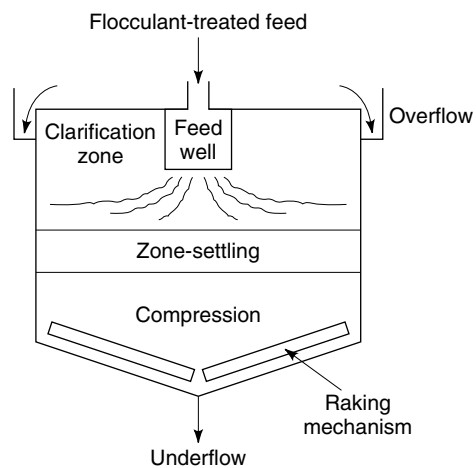 Flocculant-treated feed
Overflow
Clarification
zone
Feed
well
Zone-settling
Compression
Raking
mechanism
Underflow